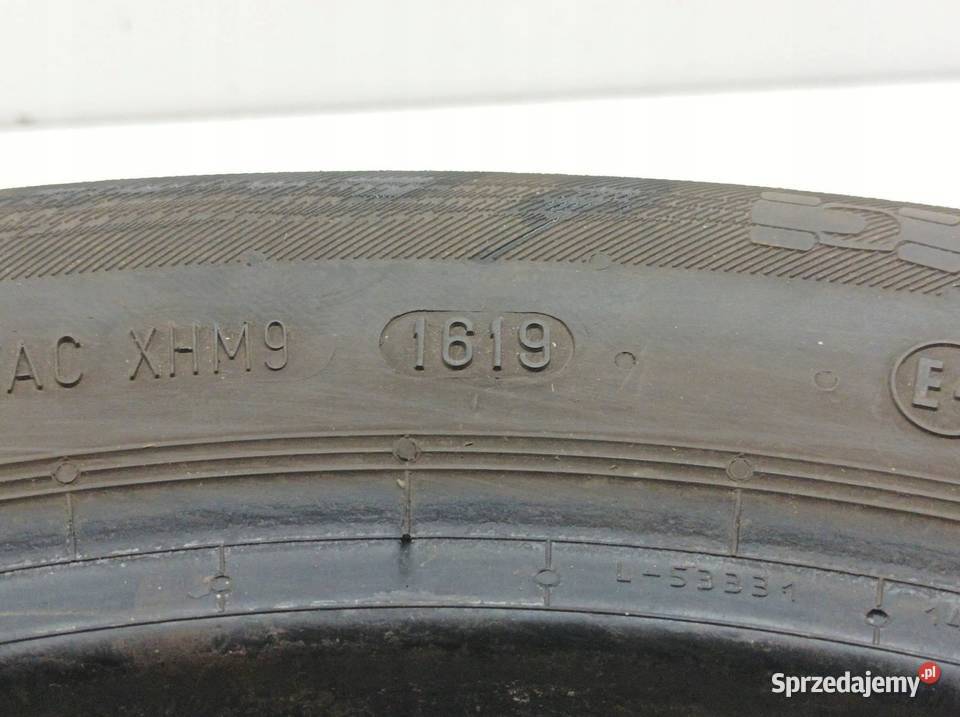 AC XHM9 1619 E
L-53331
Sprzedajemy.pl